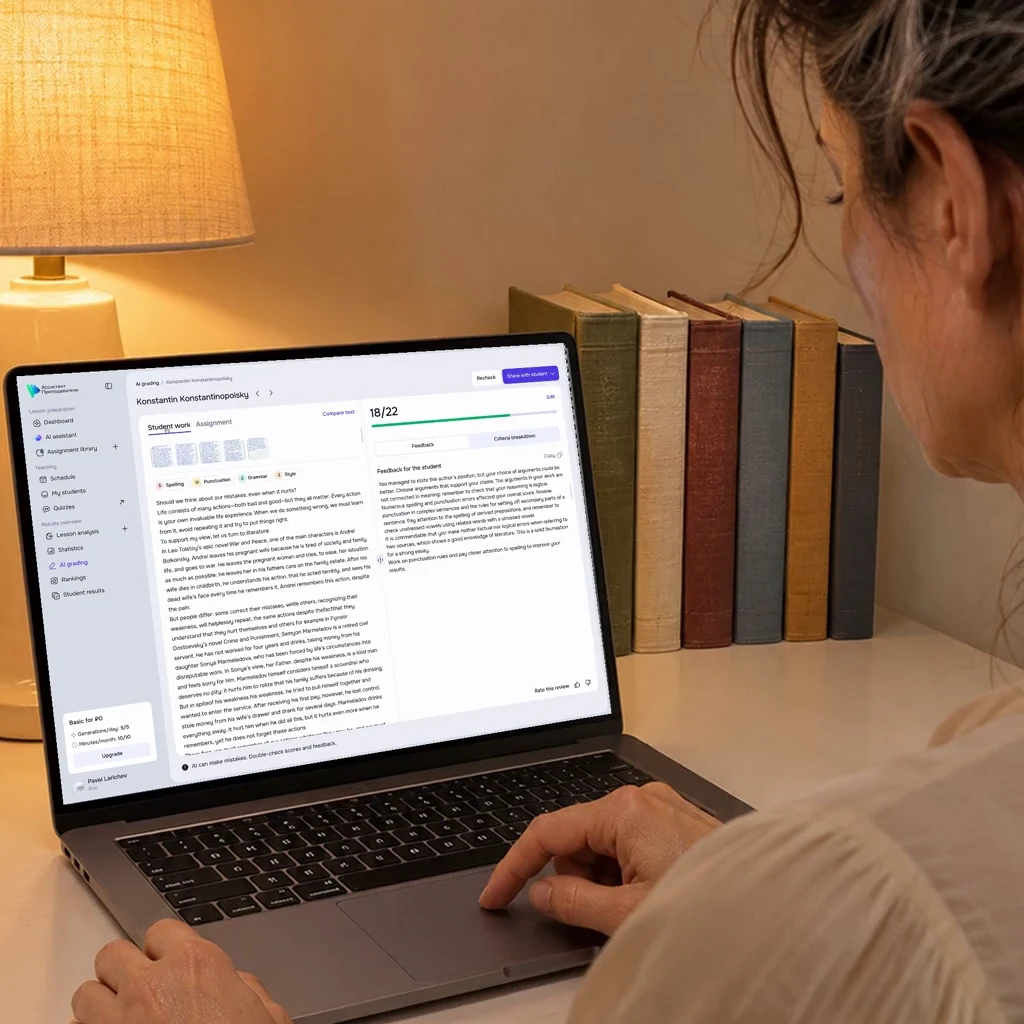 Ассистент
Преподавателя
Lesson preparation
Dashboard
AI assistant
Assignment library
Teaching
Schedule
My students
Quizzes
Results overview
Lesson analysis
Statistics
AI grading
Rankings
Student results
Basic for ₽0
Generations/day: 5/5
Minutes/month: 10/10
Upgrade
Pavel Larichev
AI grading / Konstantin Konstantinopolsky
Konstantin Konstantinopolsky
Recheck
Share with student
Student work
Assignment
Compare text
Spelling
Punctuation
Grammar
Style
Should we think about our mistakes, even when it hurts?
Life consists of many actions—both bad and good—but they all matter. Every action
is your own invaluable life experience. When we do something wrong, we must learn
from it, avoid repeating it and try to put things right.
To support my view, let us turn to literature.
In Leo Tolstoy's epic novel War and Peace, one of the main characters is Andrei
Bolkonsky. Andrei leaves his pregnant wife because he is tired of society and family
life, and goes to war. He leaves the pregnant woman and tries, to ease, her situation
as much as possible: he leaves her in his fathers care on the family estate. After his
wife dies in childbirth, he understands his action, that he acted terribly, and sees his
dead wife's face every time he remembers it. Andrei remembers this action, despite
the pain.
But people differ: some correct their mistakes, while others, recognizing their
weakness, will helplessly repeat, the same actions despite thefactthat they
understand that they hurt themselves and others for example in Fyodor
Dostoevsky's novel Crime and Punishment, Semyon Marmeladov is a retired civil
servant. He has not worked for four years and drinks, taking money from his
daughter Sonya Marmeladova, who has been forced by life's circumstances into
disreputable work. In Sonya's view, her Father, despite his weakness, is a kind man
and feels sorry for him. Marmeladov himself considers himself a scoundrel who
deserves no pity: it hurts him to realize that his family suffers because of his drinking.
But in spiteof his weakness his weakness, he tried to pull himself together and
wanted to enter the service. After receiving his first pay, however, he lost control,
stole money from his wife's drawer and drank for several days. Marmeladov drinks
everything away. It hurt him when he did all this, but it hurts even more when he
remembers, yet he does not forget these actions
18/22
Edit
Feedback
Criteria breakdown
Copy
Feedback for the student
You managed to state the author's position, but your choice of arguments could be
better. Choose arguments that support your claims. The arguments in your work are
not connected in meaning: remember to check that your reasoning is logical.
Numerous spelling and punctuation errors affected your overall score. Review
punctuation in complex sentences and the rules for setting off secondary parts of a
sentence. Pay attention to the spelling of derived prepositions, and remember to
check unstressed vowels using related words with a stressed vowel.
It is commendable that you make neither factual nor logical errors when referring to
two sources, which shows a good knowledge of literature. This is a solid foundation
for a strong essay.
Work on punctuation rules and pay closer attention to spelling to improve your
results.
Rate this review
AI can make mistakes. Double-check scores and feedback.